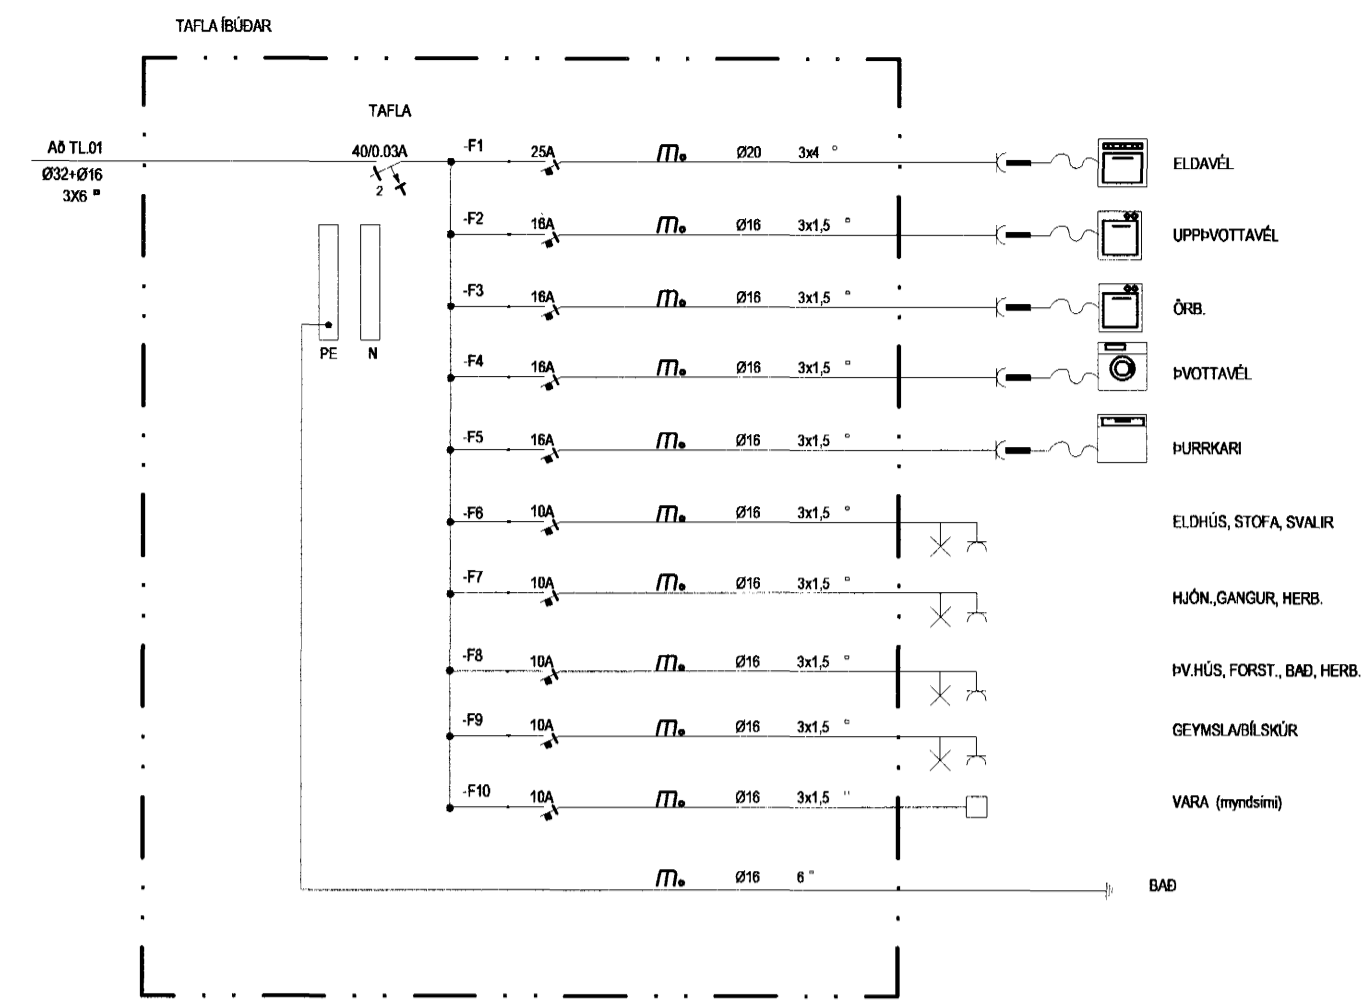 TAFLA ÍBÚÐAR
TAFLA
Að TL.01
Ø32+Ø16
3X6 ▫
40/0.03A
2
PE
N
-F1 25A m. Ø20 3x4 ▫ ELDAVÉL
-F2 16A m. Ø16 3x1,5 ▫ UPPÞVOTTAVÉL
-F3 16A m. Ø16 3x1,5 ▫ ÖRB.
-F4 16A m. Ø16 3x1,5 ▫ ÞVOTTAVÉL
-F5 16A m. Ø16 3x1,5 ▫ ÞURRKARI
-F6 10A m. Ø16 3x1,5 ▫ ELDHÚS, STOFA, SVALIR
-F7 10A m. Ø16 3x1,5 ▫ HJÓN.,GANGUR, HERB.
-F8 10A m. Ø16 3x1,5 ▫ ÞV.HÚS, FORST., BAÐ, HERB.
-F9 10A m. Ø16 3x1,5 ▫ GEYMSLA/BÍLSKÚR
-F10 10A m. Ø16 3x1,5 ▫ VARA (myndsími)
m. Ø16 6 ▫ BAÐ